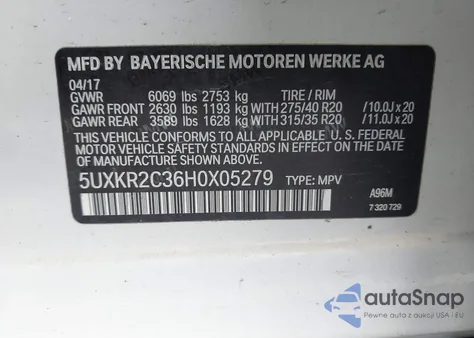 MFD BY BAYERISCHE MOTOREN WERKE AG
04/17
GVWR 6069 lbs 2753 kg TIRE / RIM
GAWR FRONT 2630 lbs 1193 kg WITH 275/40 R20 /10.0J x 20
GAWR REAR 3589 lbs 1628 kg WITH 315/35 R20 /11.0J x 20
THIS VEHICLE CONFORMS TO ALL APPLICABLE U.S. FEDERAL
MOTOR VEHICLE SAFETY STANDARDS IN EFFECT ON THE
DATE OF MANUFACTURE SHOWN ABOVE.
5UXKR2C36H0X05279 TYPE: MPV
A96M
7 320 729
autoSnap
Pewne auta z aukcji w USA i EU